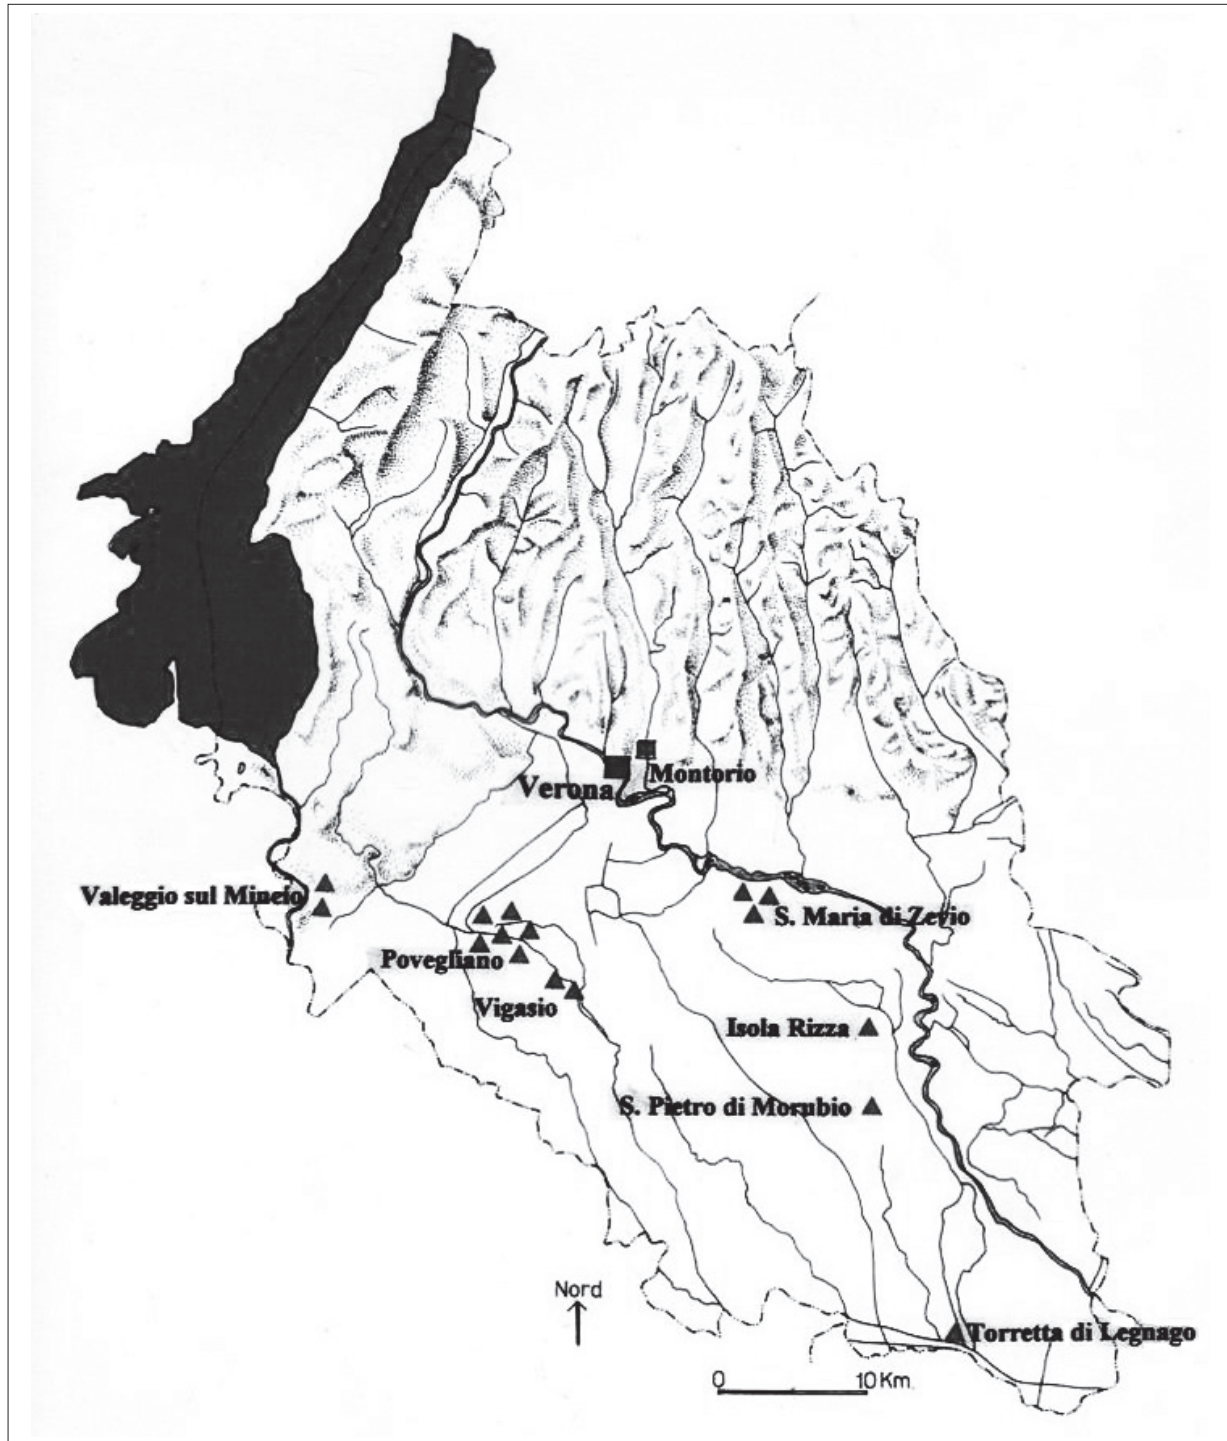 Montorio
Verona
Valeggio sul Mincio
S. Maria di Zevio
Povegliano
Vigasio
Isola Rizza
S. Pietro di Morubio
Nord
Torretta di Legnago
0 10 Km.